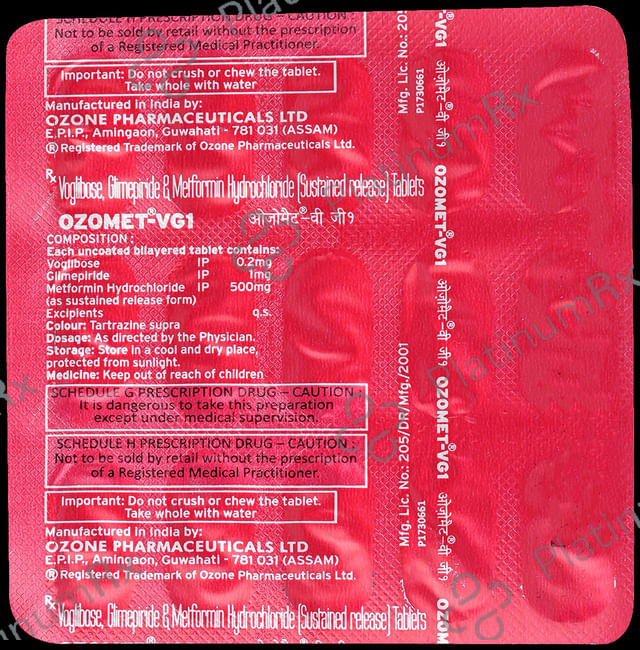 SCHEDULE H PRESCRIPTION DRUG – CAUTION :
Not to be sold by retail without the prescription
of a Registered Medical Practitioner.
Important: Do not crush or chew the tablet.
Take whole with water
Manufactured in India by:
OZONE PHARMACEUTICALS LTD
E.P.I.P., Amingaon, Guwahati - 781 031 (ASSAM)
® Registered Trademark of Ozone Pharmaceuticals Ltd.
Rx Voglibose, Glimepiride & Metformin Hydrochloride (Sustained release) Tablets
OZOMET®-VG1 ओज़ोमैट®-वी जी१
COMPOSITION :
Each uncoated bilayered tablet contains:
Voglibose IP 0.2mg
Glimepiride IP 1mg
Metformin Hydrochloride IP 500mg
(as sustained release form)
Excipients q.s.
Colour: Tartrazine supra
Dosage: As directed by the Physician.
Storage: Store in a cool and dry place,
protected from sunlight.
Medicine: Keep out of reach of children
SCHEDULE G PRESCRIPTION DRUG – CAUTION :
It is dangerous to take this preparation
except under medical supervision.
SCHEDULE H PRESCRIPTION DRUG – CAUTION :
Not to be sold by retail without the prescription
of a Registered Medical Practitioner.
Important: Do not crush or chew the tablet.
Take whole with water
Manufactured in India by:
OZONE PHARMACEUTICALS LTD
E.P.I.P., Amingaon, Guwahati - 781 031 (ASSAM)
® Registered Trademark of Ozone Pharmaceuticals Ltd.
Rx Voglibose, Glimepiride & Metformin Hydrochloride (Sustained release) Tablets
Mfg. Lic. No.: 205
P1730661
Mfg. Lic. No.: 205/DR/Mfg./2001
P1730661
-VG1 ओज़ोमैट®-वी जी१ OZOMET®-VG1 ओज़ोमैट®-वी जी१ OZOMET®-VG1 ओज़ोमैट®-वी जी१ OZOM
PlatinumRx
PlatinumRx
PlatinumRx
PlatinumRx